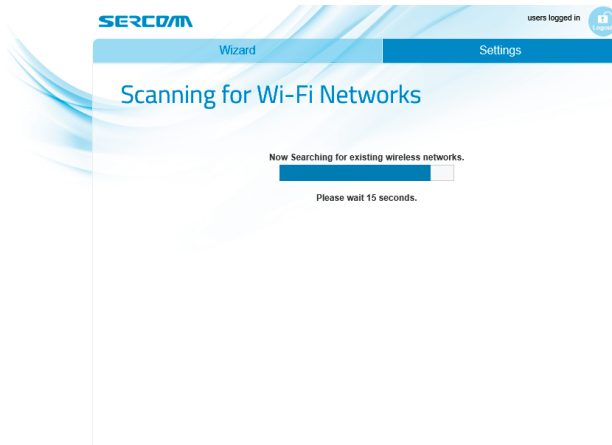 SERCOMM
users logged in
Logout
Wizard
Settings
Scanning for Wi-Fi Networks
Now Searching for existing wireless networks.
Please wait 15 seconds.